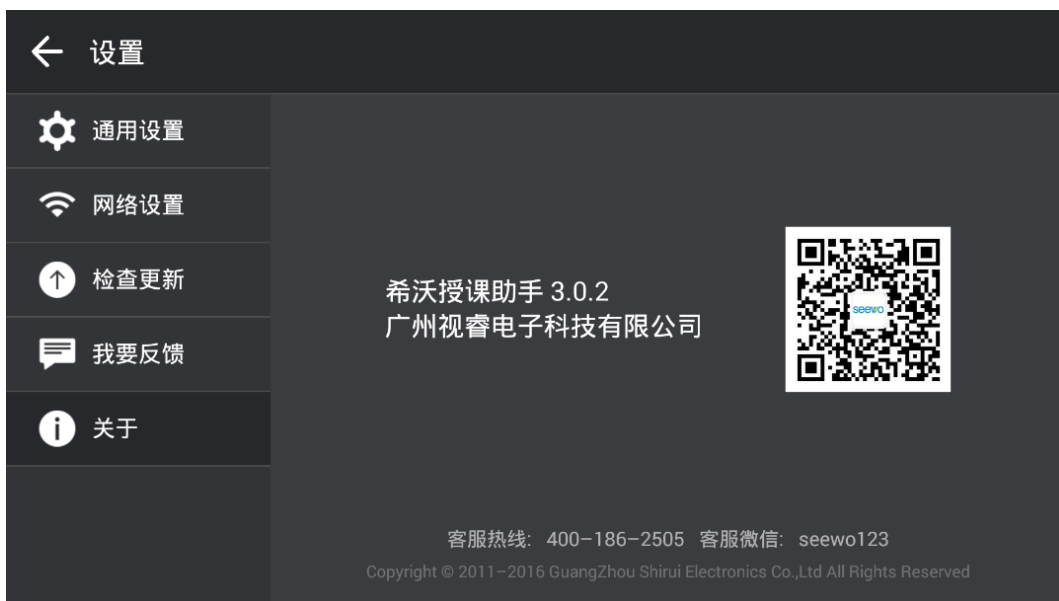 设置
通用设置
网络设置
检查更新
我要反馈
关于
希沃授课助手 3.0.2
广州视睿电子科技有限公司
seewo
客服热线: 400-186-2505 客服微信: seewo123
Copyright © 2011-2016 GuangZhou Shirui Electronics Co.,Ltd All Rights Reserved